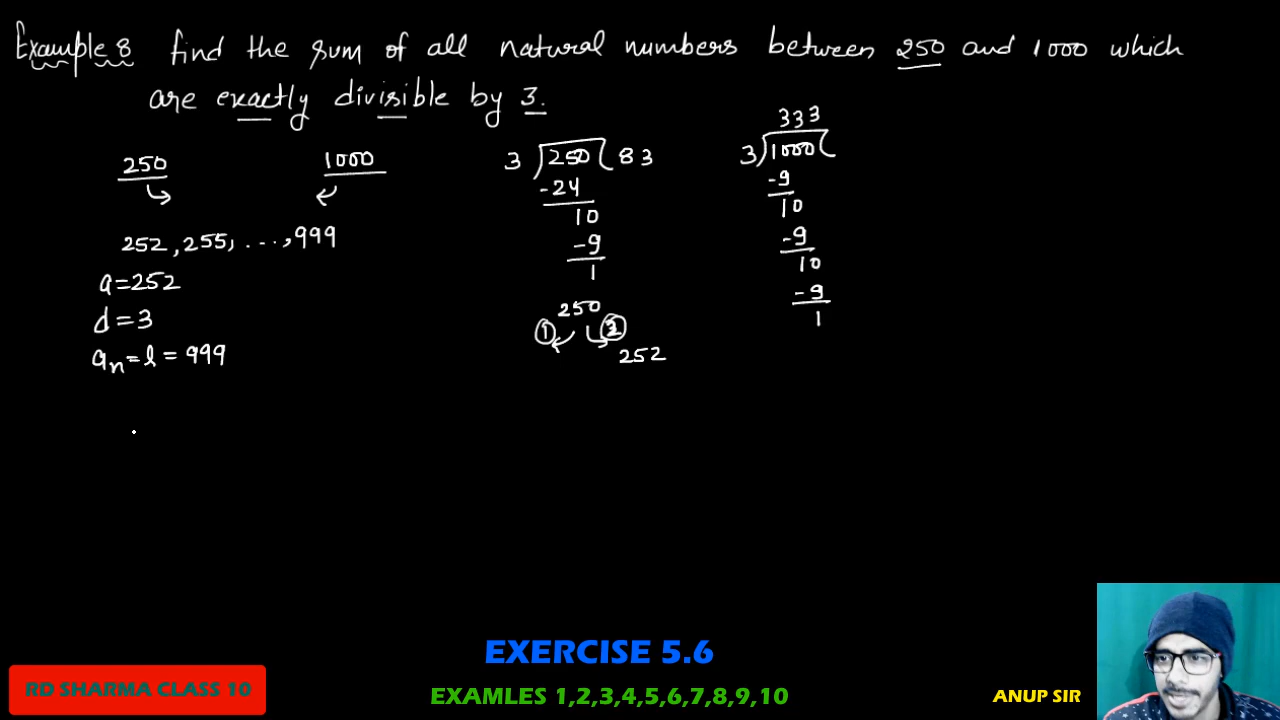 Example 8 find the sum of all natural numbers between 250 and 1000 which
are exactly divisible by 3.
250 1000
252, 255, ...., 999
a = 252
d = 3
an = l = 999
3 ) 250 ( 83
-24
10
-9
1
250
1 2
252
333
3 ) 1000 (
-9
10
-9
10
-9
1
EXERCISE 5.6
RD SHARMA CLASS 10
EXAMLES 1,2,3,4,5,6,7,8,9,10
ANUP SIR